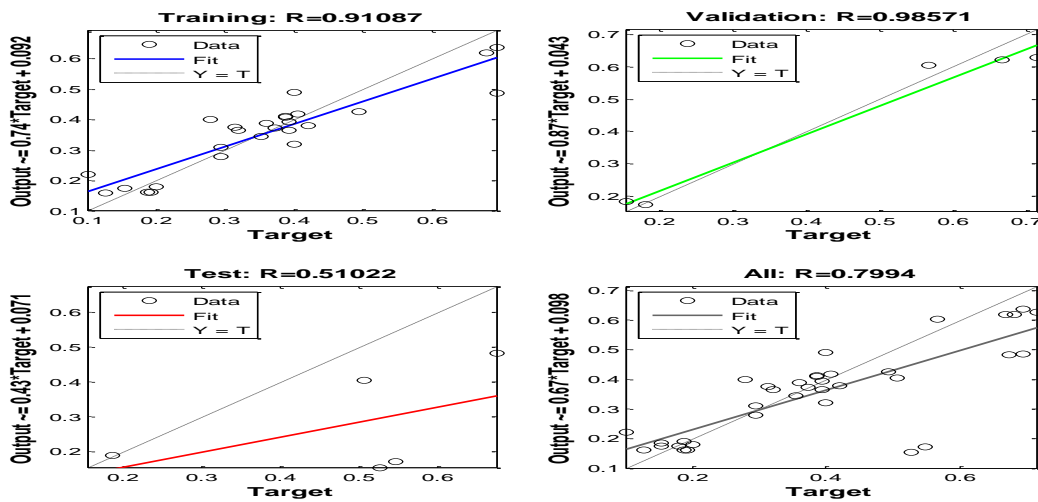 Training: R=0.91087
Output ~= 0.74*Target + 0.092
Data
Fit
Y = T
0.6
0.5
0.4
0.3
0.2
0.1
0.1
0.2
0.3
0.4
0.5
0.6
Target
Validation: R=0.98571
Output ~= 0.87*Target + 0.043
Data
Fit
Y = T
0.7
0.6
0.5
0.4
0.3
0.2
0.2
0.3
0.4
0.5
0.6
0.7
Target
Test: R=0.51022
Output ~= 0.43*Target + 0.071
Data
Fit
Y = T
0.6
0.5
0.4
0.3
0.2
0.2
0.3
0.4
0.5
0.6
Target
All: R=0.7994
Output ~= 0.67*Target + 0.098
Data
Fit
Y = T
0.7
0.6
0.5
0.4
0.3
0.2
0.1
0.2
0.4
0.6
Target